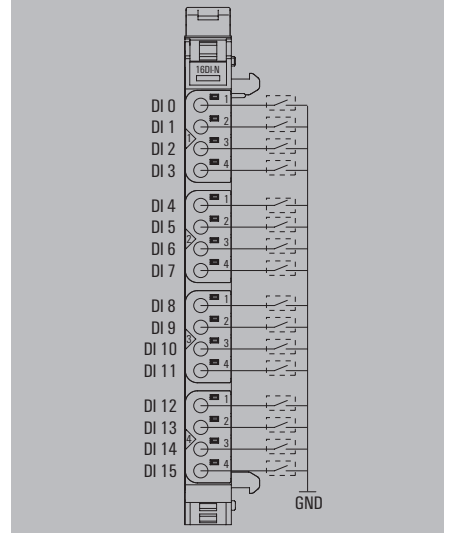 16DI-N
DI 0 1
DI 1 2
1
DI 2 3
DI 3 4
DI 4 1
DI 5 2
2
DI 6 3
DI 7 4
DI 8 1
DI 9 2
3
DI 10 3
DI 11 4
DI 12 1
DI 13 2
4
DI 14 3
DI 15 4
GND